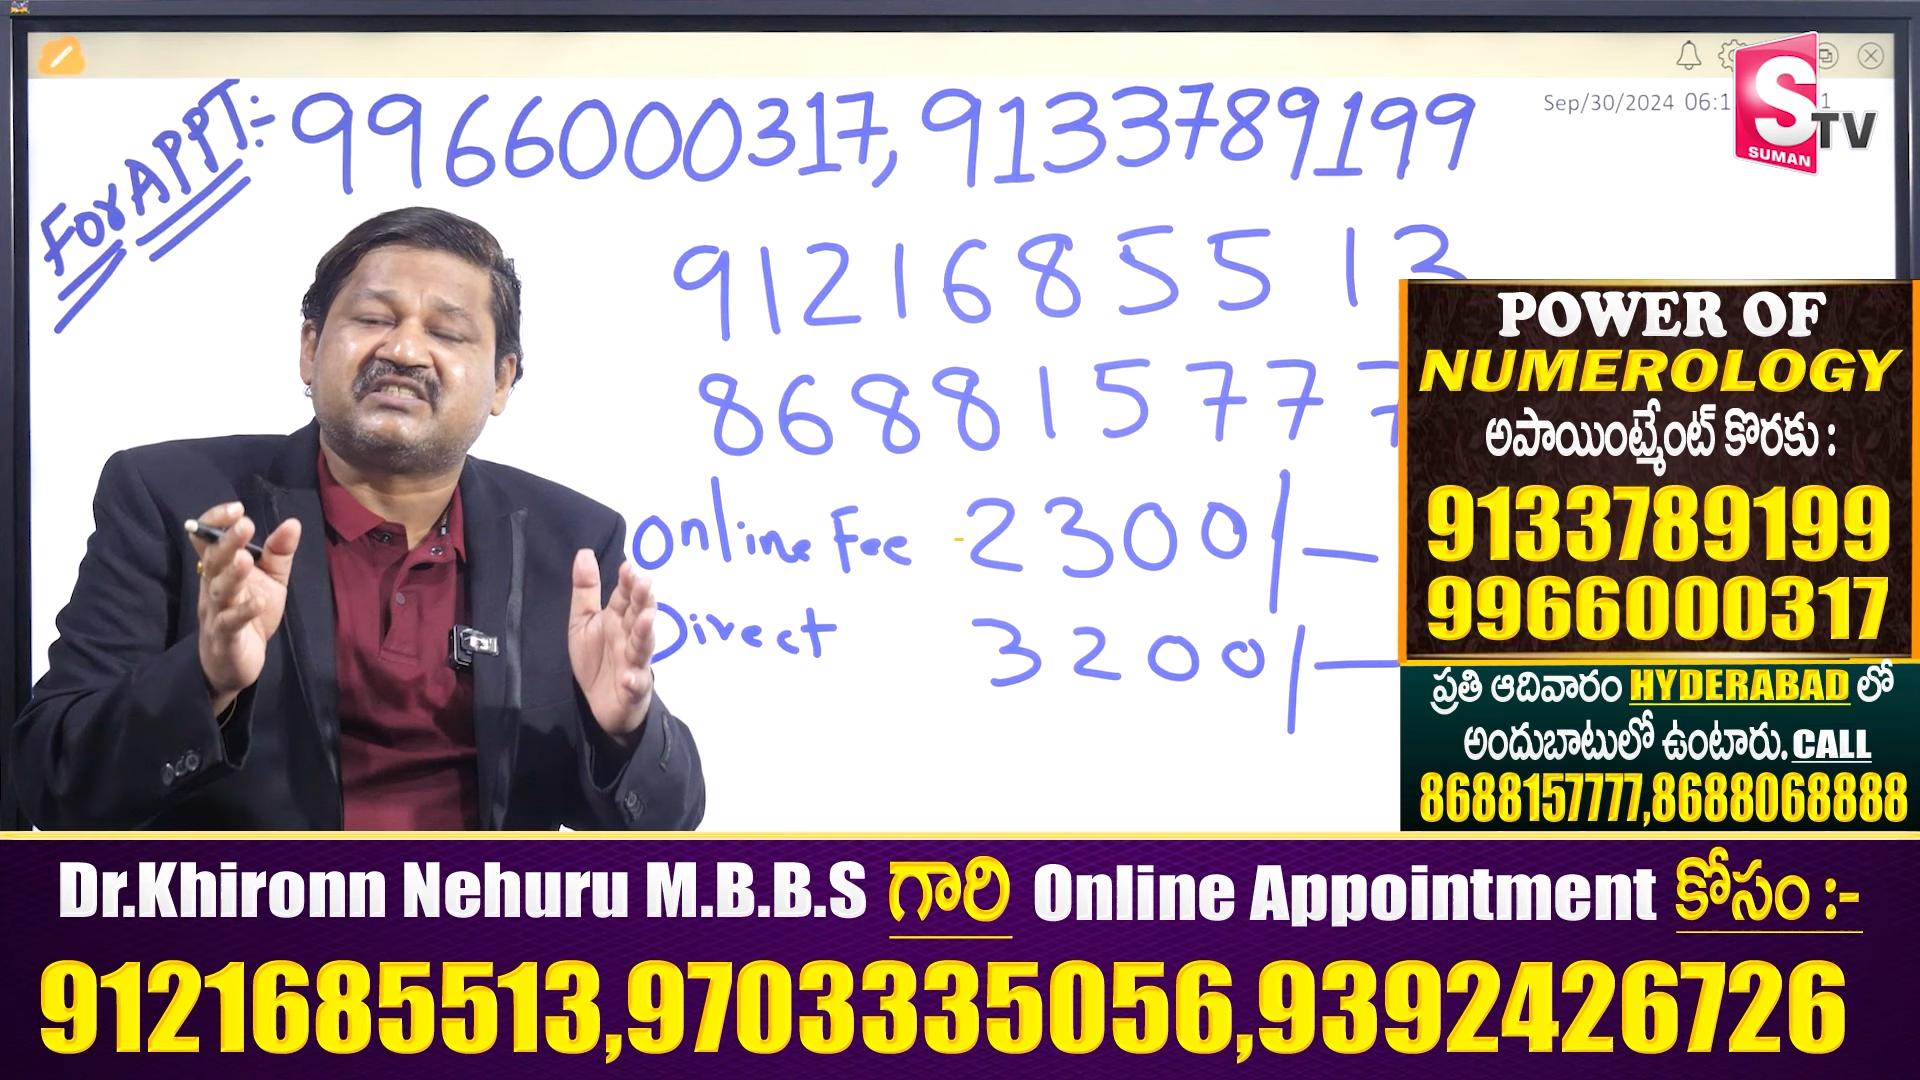 Sep/30/2024 06:1
1
S TV
SUMAN
For APPT:- 9966000317, 9133789199
9121685513
868815777
Online Fee - 2300/-
Direct 3200/-
POWER OF
NUMEROLOGY
అపాయింట్మేంట్ కొరకు :
9133789199
9966000317
ప్రతి ఆదివారం HYDERABAD లో
అందుబాటులో ఉంటారు. CALL
8688157777,8688068888
Dr.Khironn Nehuru M.B.B.S గారి Online Appointment కోసం :-
9121685513,9703335056,9392426726